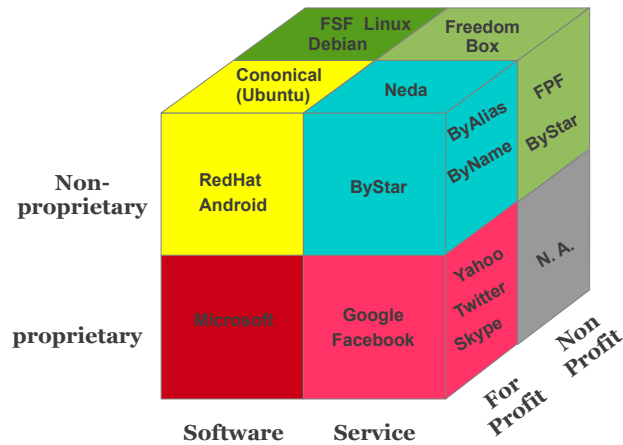 FSF Linux
Debian
Freedom
Box
Cononical
(Ubuntu)
Neda
ByAlias
ByName
FPF
ByStar
Non-
proprietary
RedHat
Android
ByStar
Yahoo
Twitter
Skype
N. A.
proprietary
Microsoft
Google
Facebook
For
Profit
Non
Profit
Software
Service